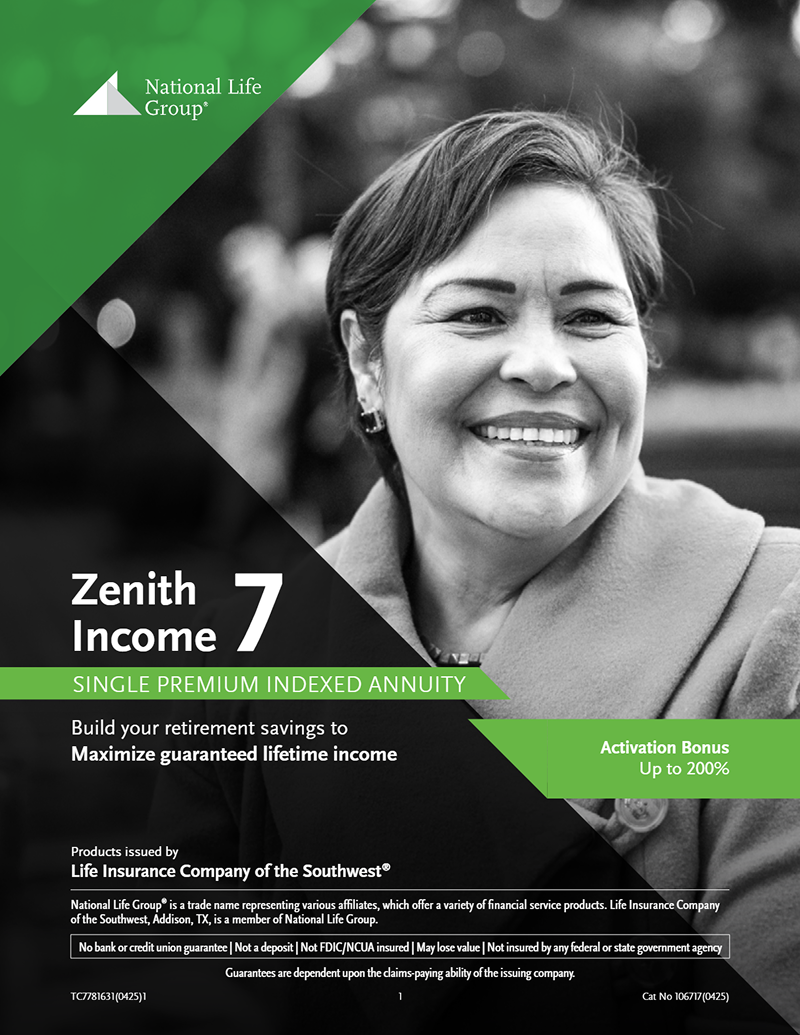 National Life
Group®
Zenith
Income 7
SINGLE PREMIUM INDEXED ANNUITY
Build your retirement savings to
Maximize guaranteed lifetime income
Activation Bonus
Up to 200%
Products issued by
Life Insurance Company of the Southwest®
National Life Group® is a trade name representing various affiliates, which offer a variety of financial service products. Life Insurance Company
of the Southwest, Addison, TX, is a member of National Life Group.
No bank or credit union guarantee | Not a deposit | Not FDIC/NCUA insured | May lose value | Not insured by any federal or state government agency
Guarantees are dependent upon the claims-paying ability of the issuing company.
TC7781631(0425)1 1 Cat No 106717(0425)